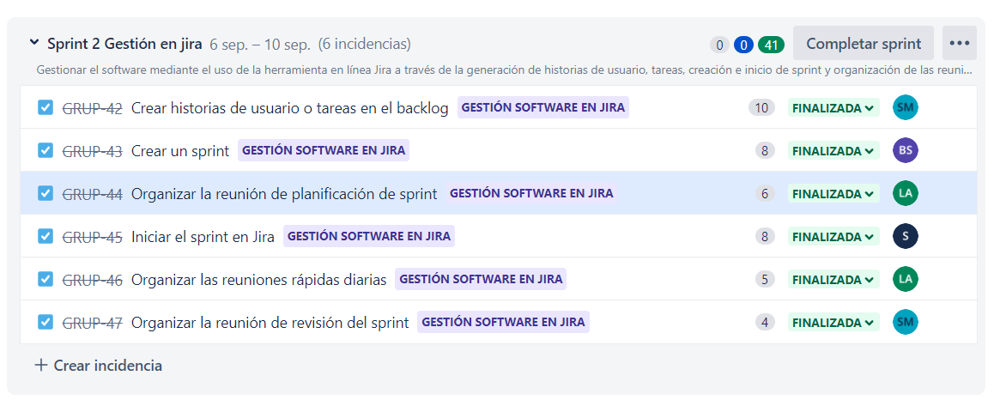 Sprint 2 Gestión en jira 6 sep. – 10 sep. (6 incidencias) 0 0 41 Completar sprint •••
Gestionar el software mediante el uso de la herramienta en línea Jira a través de la generación de historias de usuario, tareas, creación e inicio de sprint y organización de las reuni...
GRUP-42 Crear historias de usuario o tareas en el backlog GESTIÓN SOFTWARE EN JIRA 10 FINALIZADA SM
GRUP-43 Crear un sprint GESTIÓN SOFTWARE EN JIRA 8 FINALIZADA BS
GRUP-44 Organizar la reunión de planificación de sprint GESTIÓN SOFTWARE EN JIRA 6 FINALIZADA LA
GRUP-45 Iniciar el sprint en Jira GESTIÓN SOFTWARE EN JIRA 8 FINALIZADA S
GRUP-46 Organizar las reuniones rápidas diarias GESTIÓN SOFTWARE EN JIRA 5 FINALIZADA LA
GRUP-47 Organizar la reunión de revisión del sprint GESTIÓN SOFTWARE EN JIRA 4 FINALIZADA SM
+ Crear incidencia